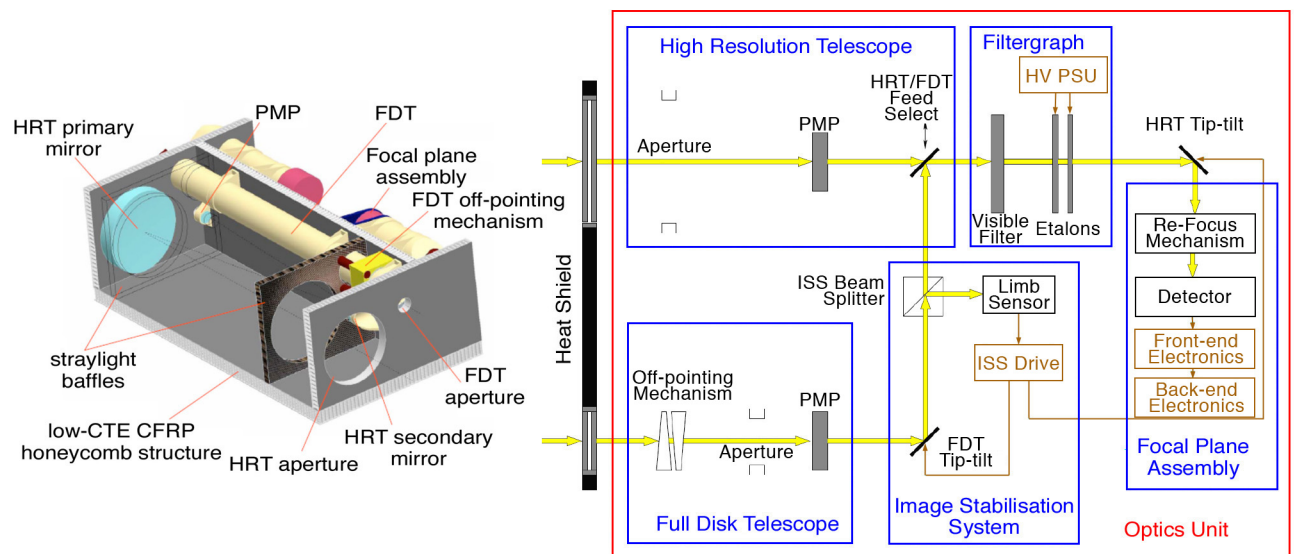 HRT primary
mirror
PMP
FDT
Focal plane
assembly
FDT off-pointing
mechanism
straylight
baffles
low-CTE CFRP
honeycomb structure
HRT aperture
HRT secondary
mirror
FDT
aperture
Heat Shield
High Resolution Telescope
Aperture
PMP
HRT/FDT
Feed
Select
Filtergraph
HV PSU
Visible
Filter
Etalons
HRT Tip-tilt
Re-Focus
Mechanism
Detector
Front-end
Electronics
Back-end
Electronics
Focal Plane
Assembly
ISS Beam
Splitter
Limb
Sensor
ISS Drive
FDT
Tip-tilt
Image Stabilisation
System
Off-pointing
Mechanism
Aperture
PMP
Full Disk Telescope
Optics Unit